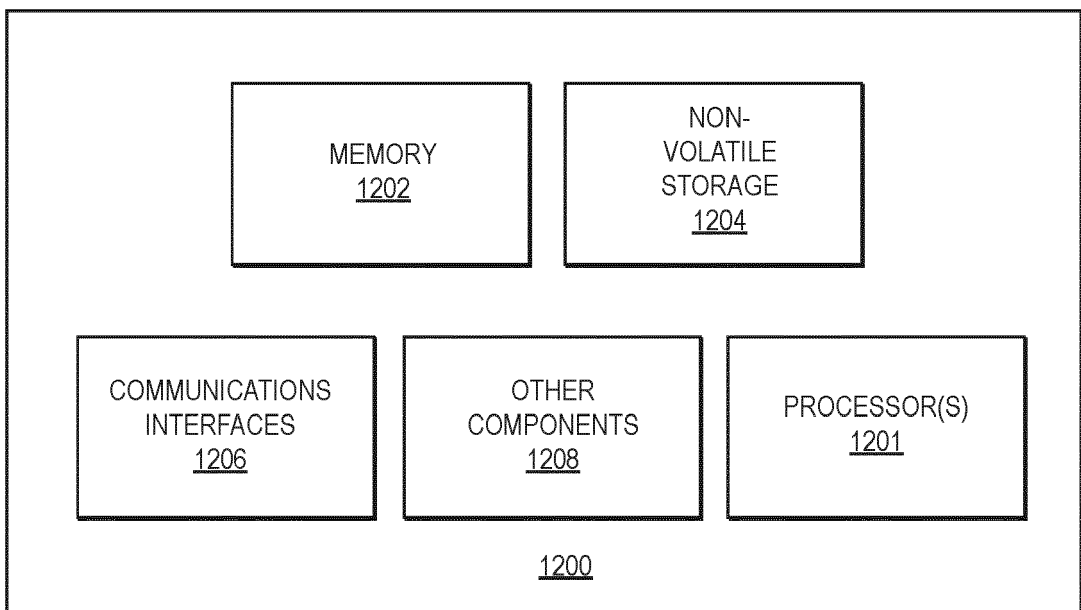 MEMORY
1202
NON-
VOLATILE
STORAGE
1204
COMMUNICATIONS
INTERFACES
1206
OTHER
COMPONENTS
1208
PROCESSOR(S)
1201
1200